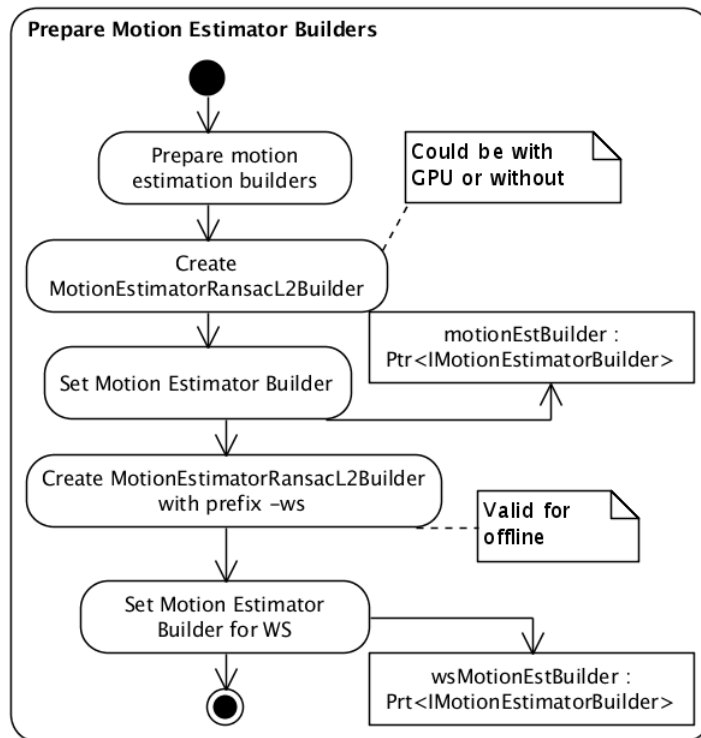 Prepare Motion Estimator Builders
Prepare motion
estimation builders
Could be with
GPU or without
Create
MotionEstimatorRansacL2Builder
motionEstBuilder :
Ptr<IMotionEstimatorBuilder>
Set Motion Estimator Builder
Create MotionEstimatorRansacL2Builder
with prefix -ws
Valid for
offline
Set Motion Estimator
Builder for WS
wsMotionEstBuilder :
Prt<IMotionEstimatorBuilder>